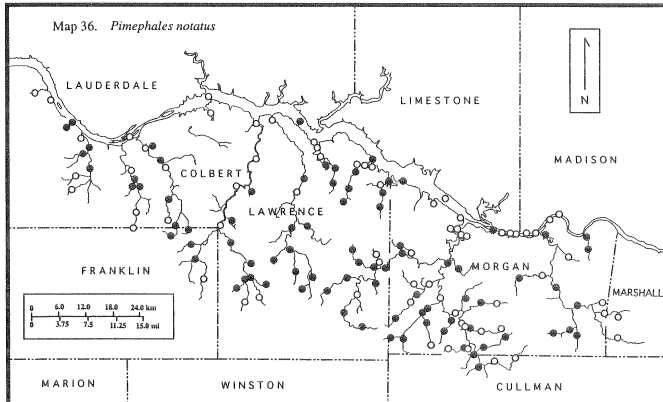 Map 36. Pimephales notatus
LAUDERDALE
LIMESTONE
N
MADISON
COLBERT
LAWRENCE
FRANKLIN
MORGAN
MARSHALL
0 6.0 12.0 18.0 24.0 km
0 3.75 7.5 11.25 15.0 mi
MARION
WINSTON
CULLMAN